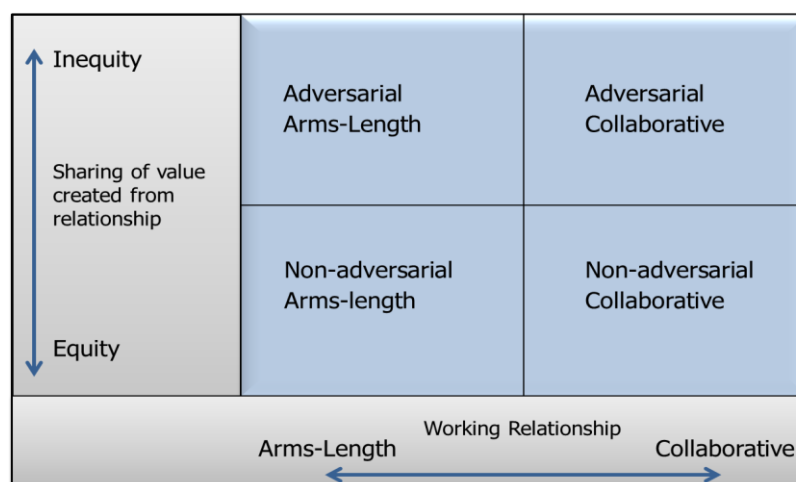 Inequity
Sharing of value
created from
relationship
Equity
Adversarial
Arms-Length
Adversarial
Collaborative
Non-adversarial
Arms-length
Non-adversarial
Collaborative
Working Relationship
Arms-Length
Collaborative